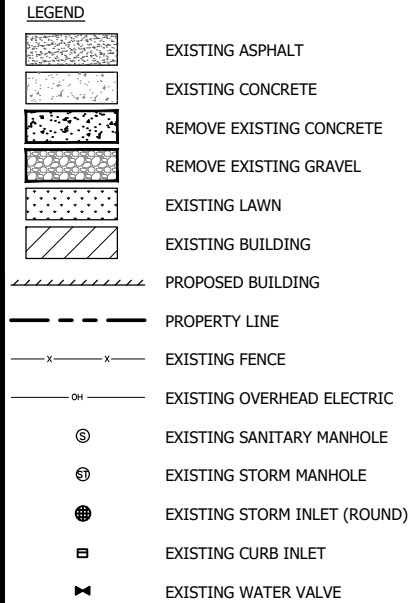 LEGEND
EXISTING ASPHALT
EXISTING CONCRETE
REMOVE EXISTING CONCRETE
REMOVE EXISTING GRAVEL
EXISTING LAWN
EXISTING BUILDING
PROPOSED BUILDING
PROPERTY LINE
X X EXISTING FENCE
OH EXISTING OVERHEAD ELECTRIC
S EXISTING SANITARY MANHOLE
ST EXISTING STORM MANHOLE
EXISTING STORM INLET (ROUND)
EXISTING CURB INLET
EXISTING WATER VALVE